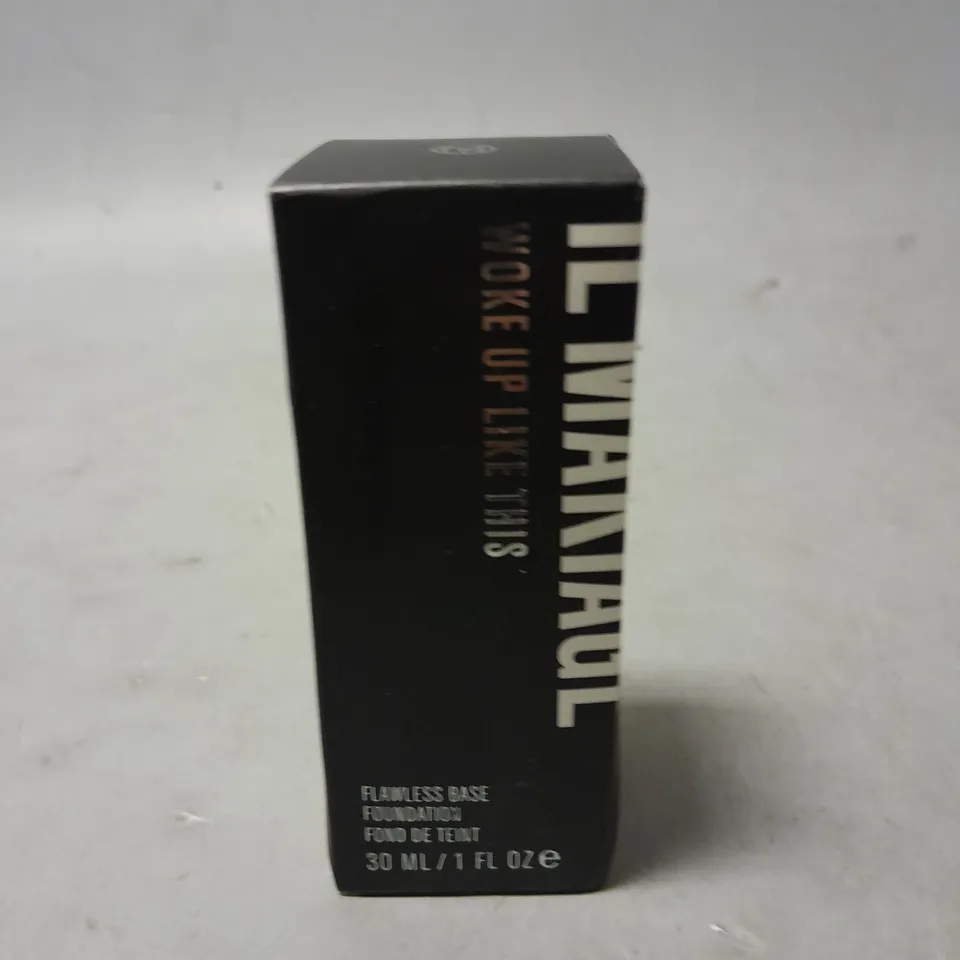 IL MAKIAGE
WOKE UP LIKE THIS
FLAWLESS BASE
FOUNDATION
FOND DE TEINT
30 ML / 1 FL OZ e